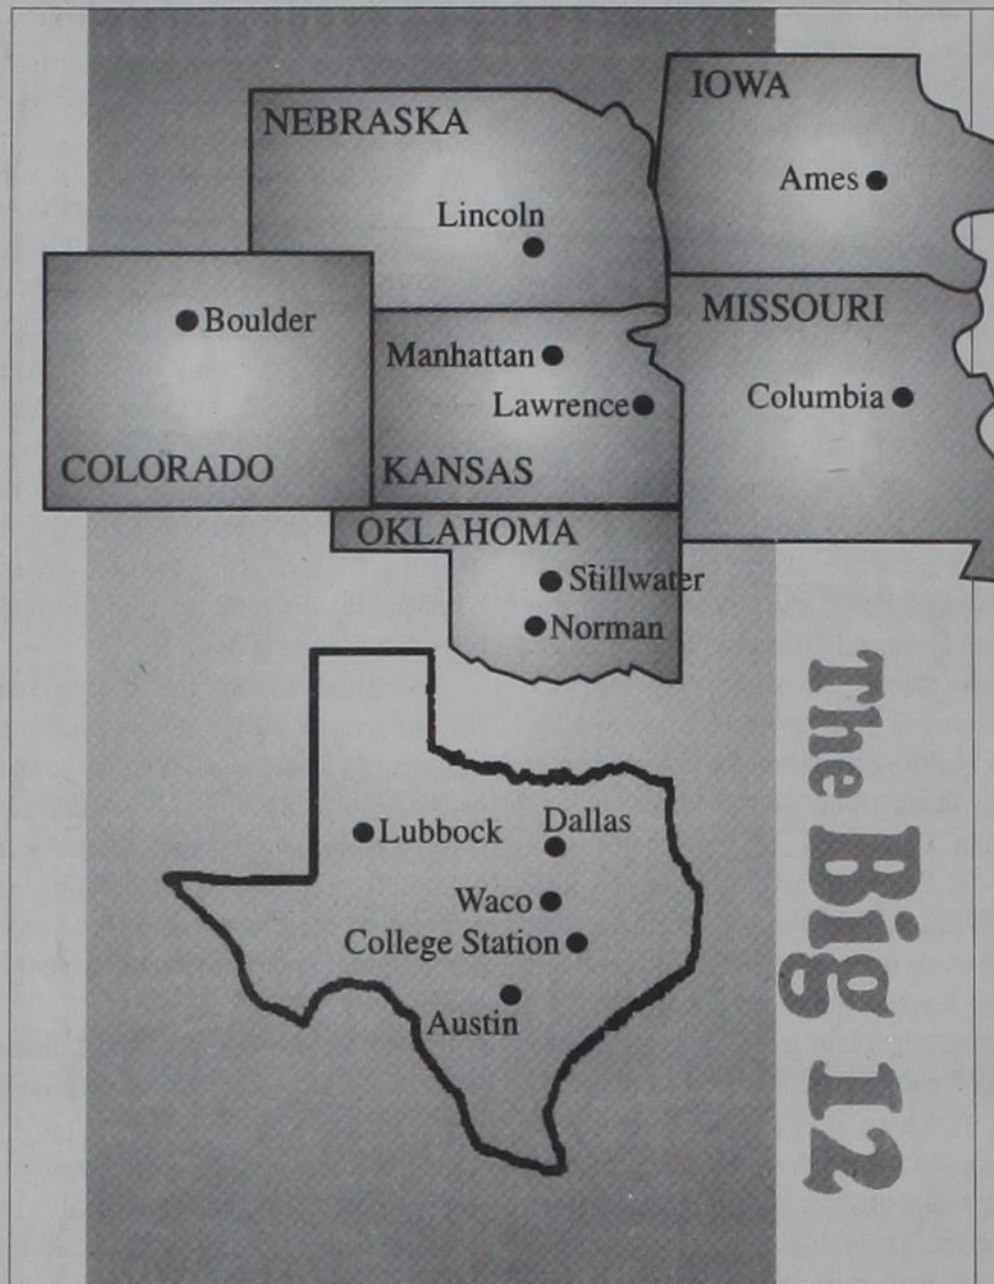 IOWA
NEBRASKA
Ames
Lincoln
MISSOURI
Boulder
Manhattan
Columbia
Lawrence
COLORADO
KANSAS
OKLAHOMA
Stillwater
Norman
The Big 12
Dallas
Lubbock
Waco
College Station
Austin